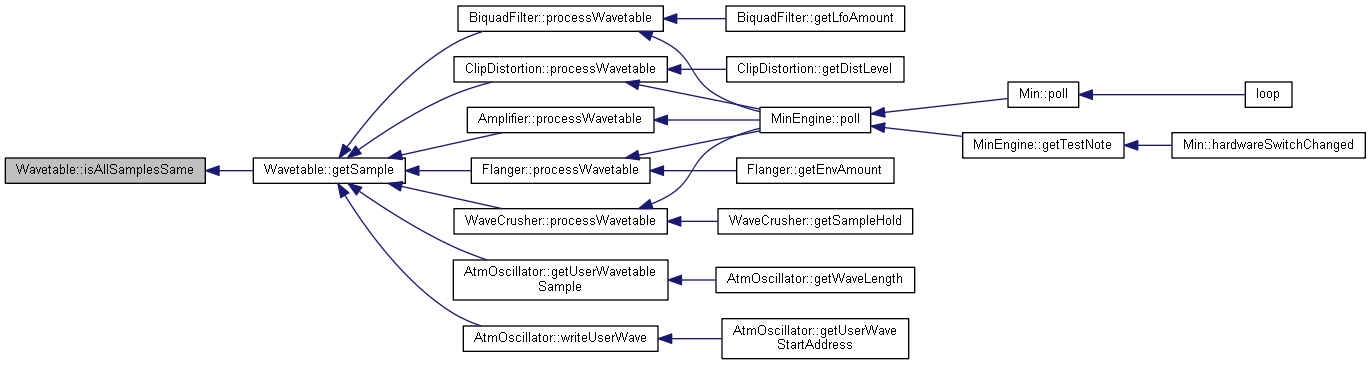 BiquadFilter::processWavetable
BiquadFilter::getLfoAmount
ClipDistortion::processWavetable
ClipDistortion::getDistLevel
Min::poll
loop
Amplifier::processWavetable
MinEngine::poll
MinEngine::getTestNote
Min::hardwareSwitchChanged
Wavetable::isAllSamplesSame
Wavetable::getSample
Flanger::processWavetable
Flanger::getEnvAmount
WaveCrusher::processWavetable
WaveCrusher::getSampleHold
AtmOscillator::getUserWavetable
Sample
AtmOscillator::getWaveLength
AtmOscillator::writeUserWave
AtmOscillator::getUserWave
StartAddress